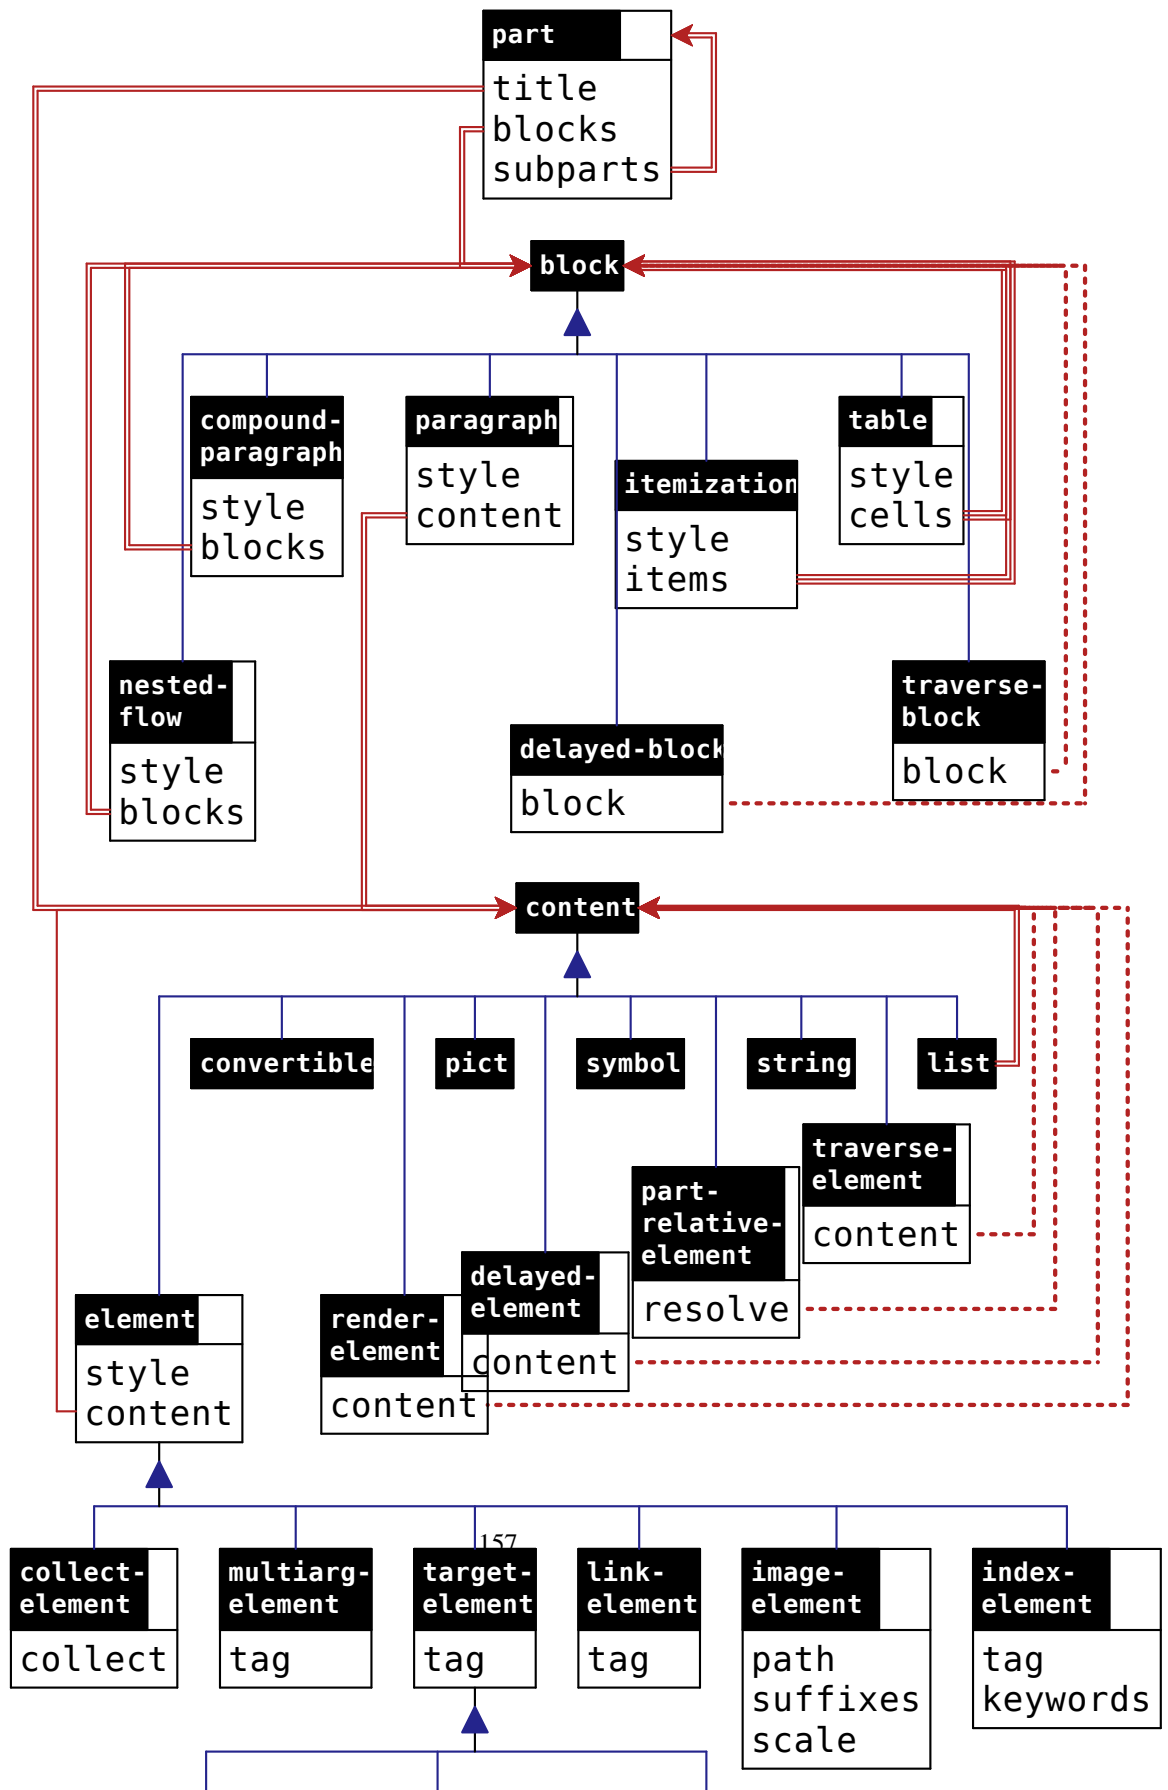 part
title
blocks
subparts
block
compound-
paragraph
style
blocks
paragraph
style
content
itemization
style
items
table
style
cells
nested-
flow
style
blocks
delayed-block
block
traverse-
block
block
content
convertible
pict
symbol
string
list
traverse-
element
content
part-
relative-
element
resolve
delayed-
element
content
element
style
content
render-
element
content
157
collect-
element
collect
multiarg-
element
tag
target-
element
tag
link-
element
tag
image-
element
path
suffixes
scale
index-
element
tag
keywords